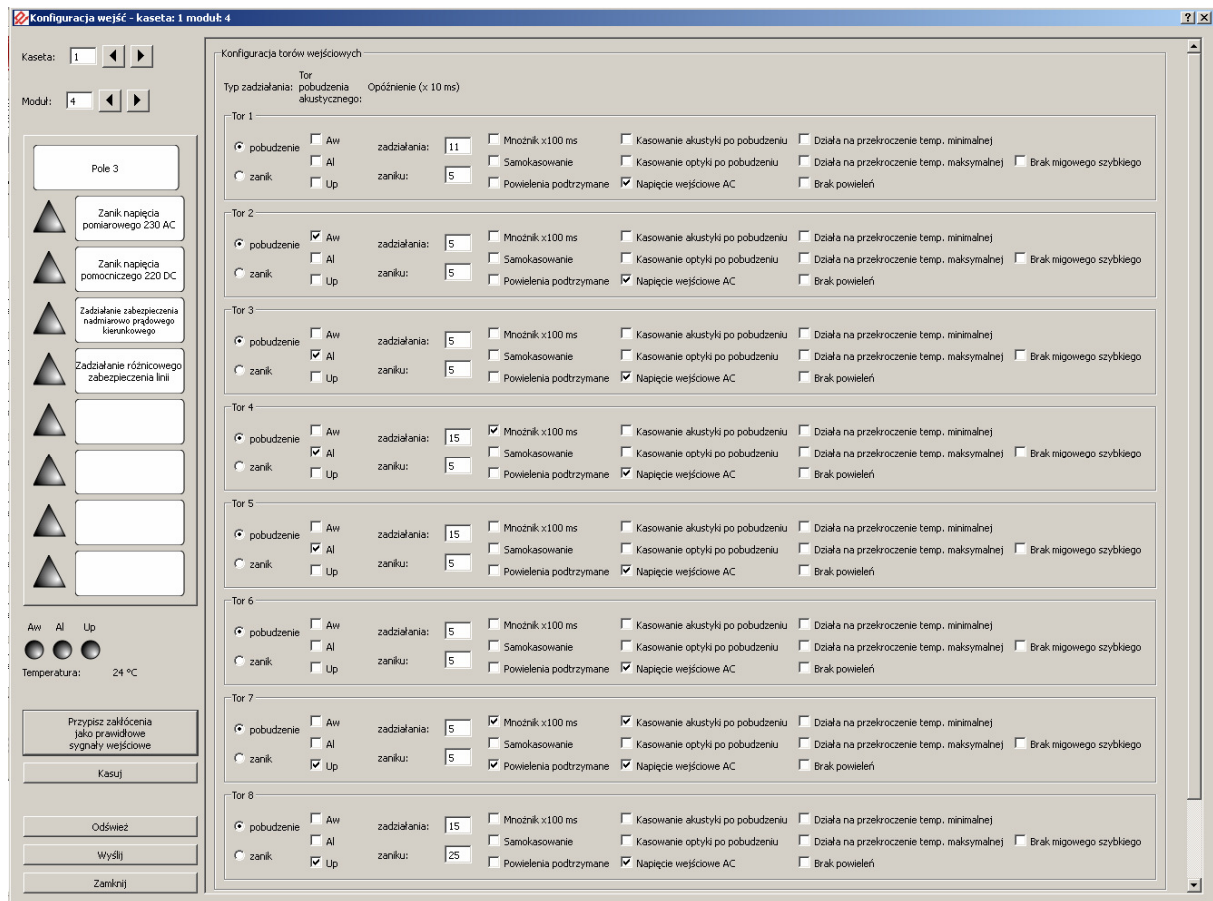 Konfiguracja wejść - kaseta: 1 moduł: 4
Kaseta: 1
Moduł: 4
Pole 3
Zanik napięcia
pomiarowego 230 AC
Zanik napięcia
pomocniczego 220 DC
Zadziałanie zabezpieczenia
nadmiarowo prądowego
kierunkowego
Zadziałanie różnicowego
zabezpieczenia linii
Aw Al Up
Temperatura: 24 °C
Przypisz zakłócenia
jako prawidłowe
sygnały wejściowe
Kasuj
Odśwież
Wyślij
Zamknij
Konfiguracja torów wejściowych
Typ zadziałania: Tor pobudzenia akustycznego: Opóźnienie (x 10 ms)
Tor 1
pobudzenie Aw zadziałania: 11 Mnożnik x100 ms Kasowanie akustyki po pobudzeniu Działa na przekroczenie temp. minimalnej
Al Samokasowanie Kasowanie optyki po pobudzeniu Działa na przekroczenie temp. maksymalnej Brak migowego szybkiego
zanik Up zaniku: 5 Powielenia podtrzymane Napięcie wejściowe AC Brak powieleń
Tor 2
pobudzenie Aw zadziałania: 5 Mnożnik x100 ms Kasowanie akustyki po pobudzeniu Działa na przekroczenie temp. minimalnej
Al Samokasowanie Kasowanie optyki po pobudzeniu Działa na przekroczenie temp. maksymalnej Brak migowego szybkiego
zanik Up zaniku: 5 Powielenia podtrzymane Napięcie wejściowe AC Brak powieleń
Tor 3
pobudzenie Aw zadziałania: 5 Mnożnik x100 ms Kasowanie akustyki po pobudzeniu Działa na przekroczenie temp. minimalnej
Al Samokasowanie Kasowanie optyki po pobudzeniu Działa na przekroczenie temp. maksymalnej Brak migowego szybkiego
zanik Up zaniku: 5 Powielenia podtrzymane Napięcie wejściowe AC Brak powieleń
Tor 4
pobudzenie Aw zadziałania: 15 Mnożnik x100 ms Kasowanie akustyki po pobudzeniu Działa na przekroczenie temp. minimalnej
Al Samokasowanie Kasowanie optyki po pobudzeniu Działa na przekroczenie temp. maksymalnej Brak migowego szybkiego
zanik Up zaniku: 5 Powielenia podtrzymane Napięcie wejściowe AC Brak powieleń
Tor 5
pobudzenie Aw zadziałania: 15 Mnożnik x100 ms Kasowanie akustyki po pobudzeniu Działa na przekroczenie temp. minimalnej
Al Samokasowanie Kasowanie optyki po pobudzeniu Działa na przekroczenie temp. maksymalnej Brak migowego szybkiego
zanik Up zaniku: 5 Powielenia podtrzymane Napięcie wejściowe AC Brak powieleń
Tor 6
pobudzenie Aw zadziałania: 5 Mnożnik x100 ms Kasowanie akustyki po pobudzeniu Działa na przekroczenie temp. minimalnej
Al Samokasowanie Kasowanie optyki po pobudzeniu Działa na przekroczenie temp. maksymalnej Brak migowego szybkiego
zanik Up zaniku: 5 Powielenia podtrzymane Napięcie wejściowe AC Brak powieleń
Tor 7
pobudzenie Aw zadziałania: 5 Mnożnik x100 ms Kasowanie akustyki po pobudzeniu Działa na przekroczenie temp. minimalnej
Al Samokasowanie Kasowanie optyki po pobudzeniu Działa na przekroczenie temp. maksymalnej Brak migowego szybkiego
zanik Up zaniku: 5 Powielenia podtrzymane Napięcie wejściowe AC Brak powieleń
Tor 8
pobudzenie Aw zadziałania: 15 Mnożnik x100 ms Kasowanie akustyki po pobudzeniu Działa na przekroczenie temp. minimalnej
Al Samokasowanie Kasowanie optyki po pobudzeniu Działa na przekroczenie temp. maksymalnej Brak migowego szybkiego
zanik Up zaniku: 25 Powielenia podtrzymane Napięcie wejściowe AC Brak powieleń